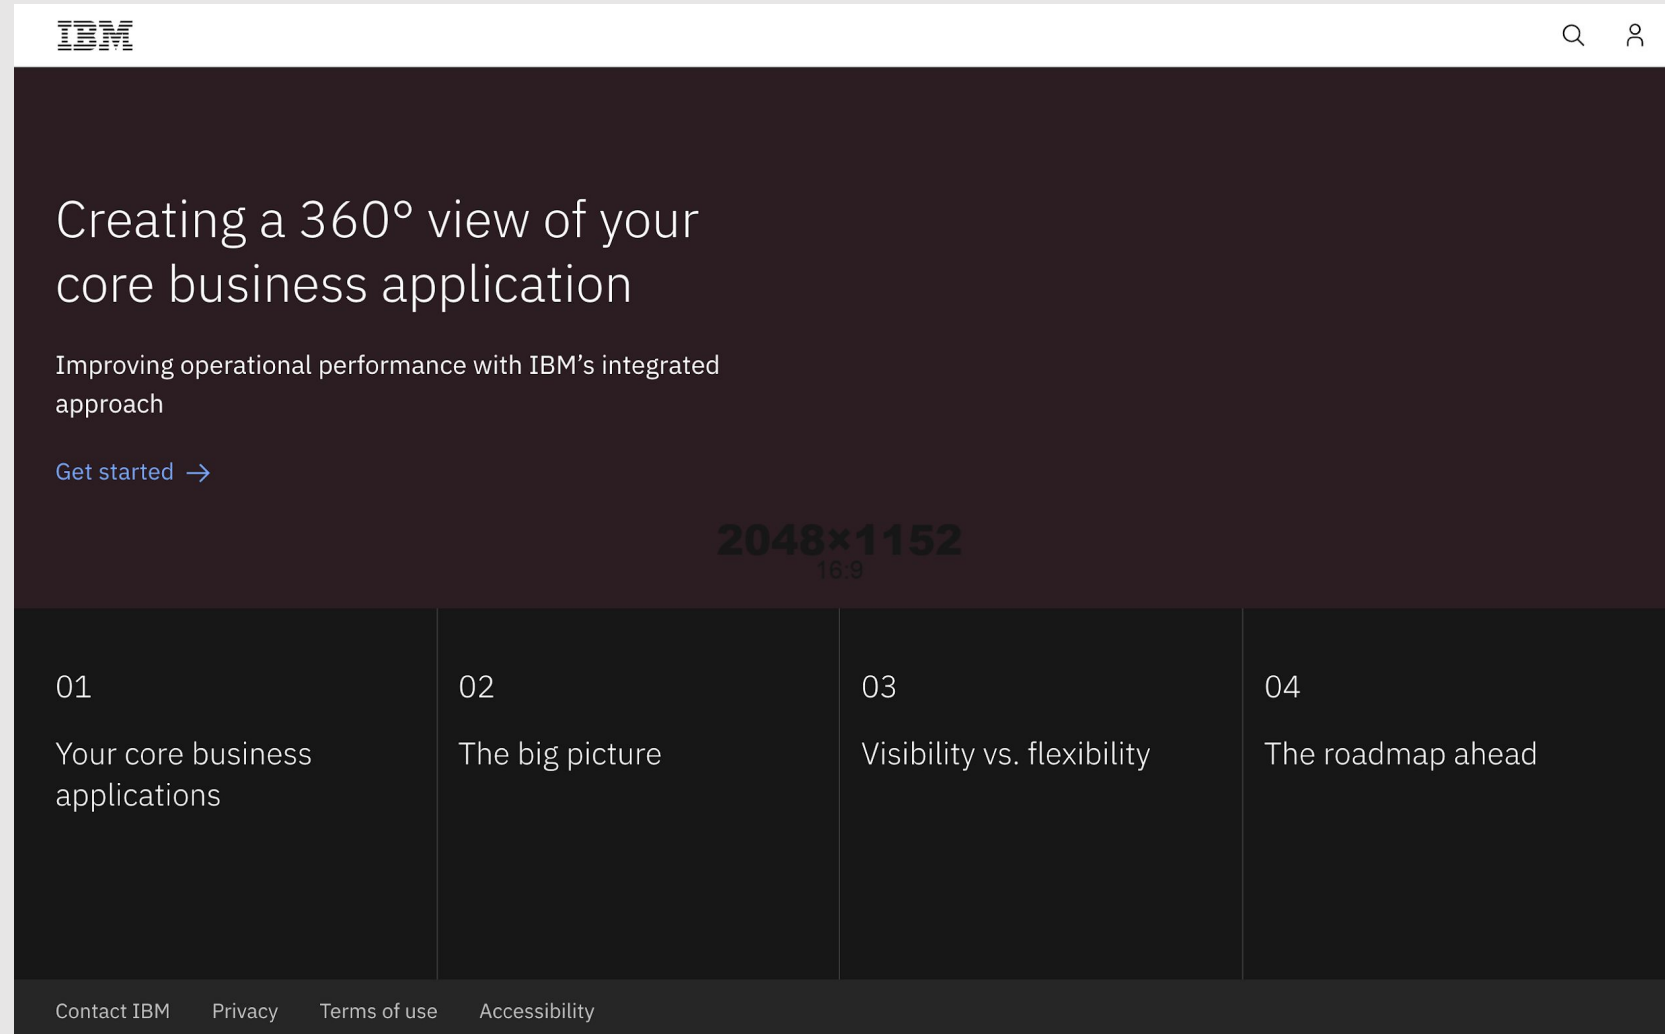 IBM
Creating a 360° view of your
core business application
Improving operational performance with IBM’s integrated
approach
Get started →
2048×1152
16:9
01
Your core business
applications
02
The big picture
03
Visibility vs. flexibility
04
The roadmap ahead
Contact IBM Privacy Terms of use Accessibility